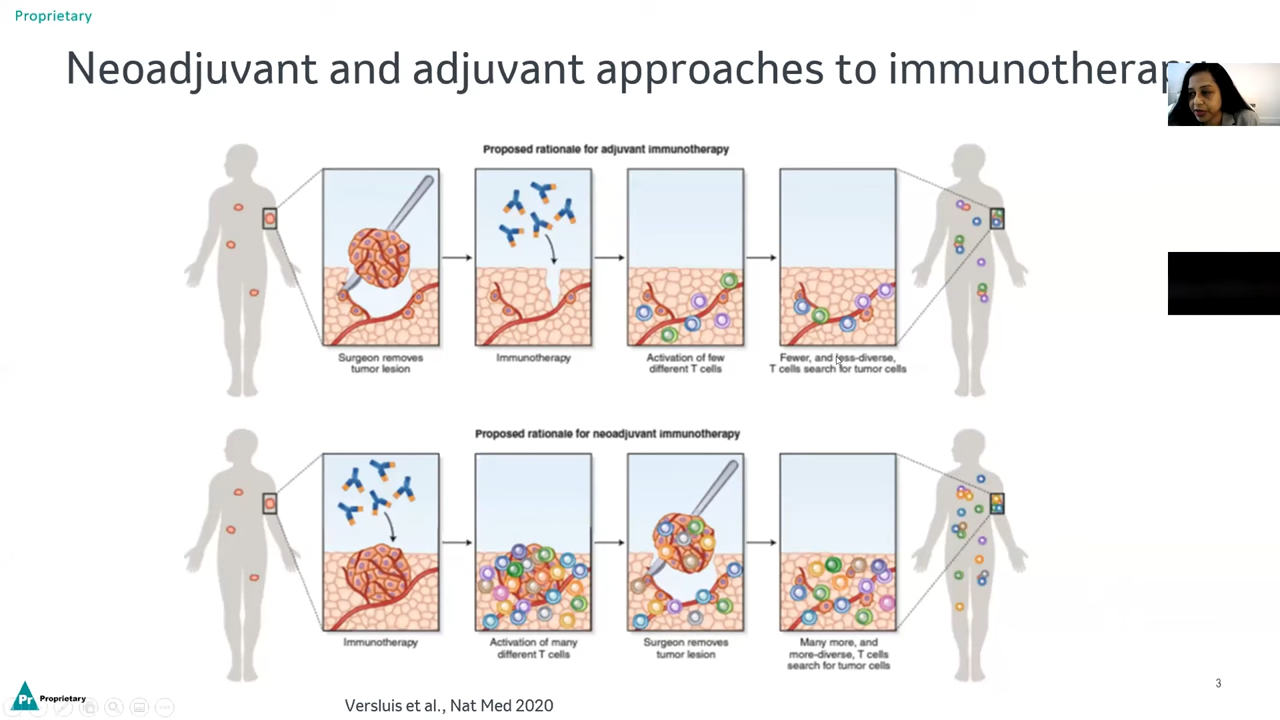 Proprietary
Neoadjuvant and adjuvant approaches to immunotherapy
Proposed rationale for adjuvant immunotherapy
Surgeon removes
tumor lesion
Immunotherapy
Activation of few
different T cells
Fewer, and less-diverse,
T cells search for tumor cells
Proposed rationale for neoadjuvant immunotherapy
Immunotherapy
Activation of many
different T cells
Surgeon removes
tumor lesion
Many more, and
more-diverse, T cells
search for tumor cells
3
Pr Proprietary
Versluis et al., Nat Med 2020